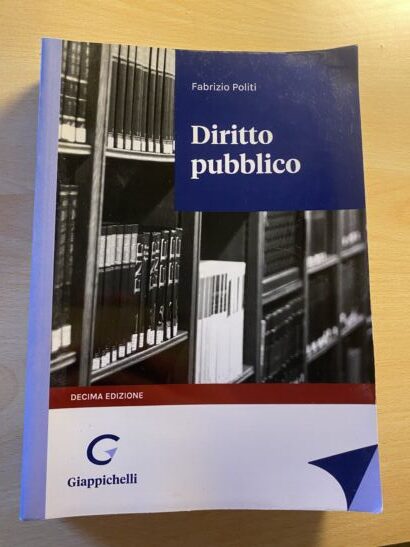 Fabrizio Politi
Diritto
pubblico
DECIMA EDIZIONE
G
Giappichelli